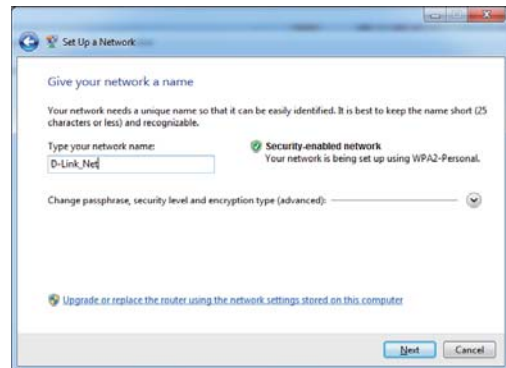 Set Up a Network
Give your network a name
Your network needs a unique name so that it can be easily identified. It is best to keep the name short (25
characters or less) and recognizable.
Type your network name:
D-Link_Net
Security-enabled network
Your network is being set up using WPA2-Personal.
Change passphrase, security level and encryption type (advanced):
Upgrade or replace the router using the network settings stored on this computer
Next
Cancel